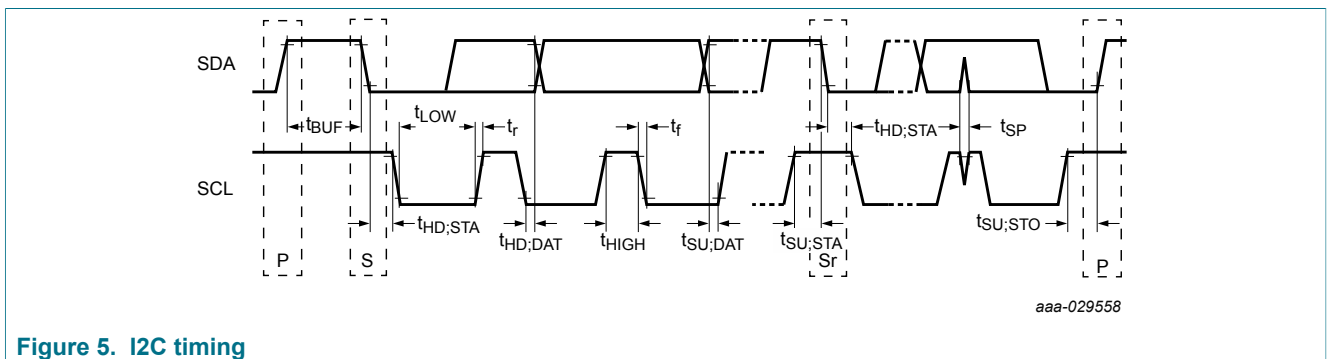 SDA
tBUF
tLOW
tr
tf
tHD;STA
tSP
SCL
tHD;STA
tHD;DAT
tHIGH
tSU;DAT
tSU;STA
tSU;STO
P
S
Sr
P
aaa-029558
Figure 5. I2C timing